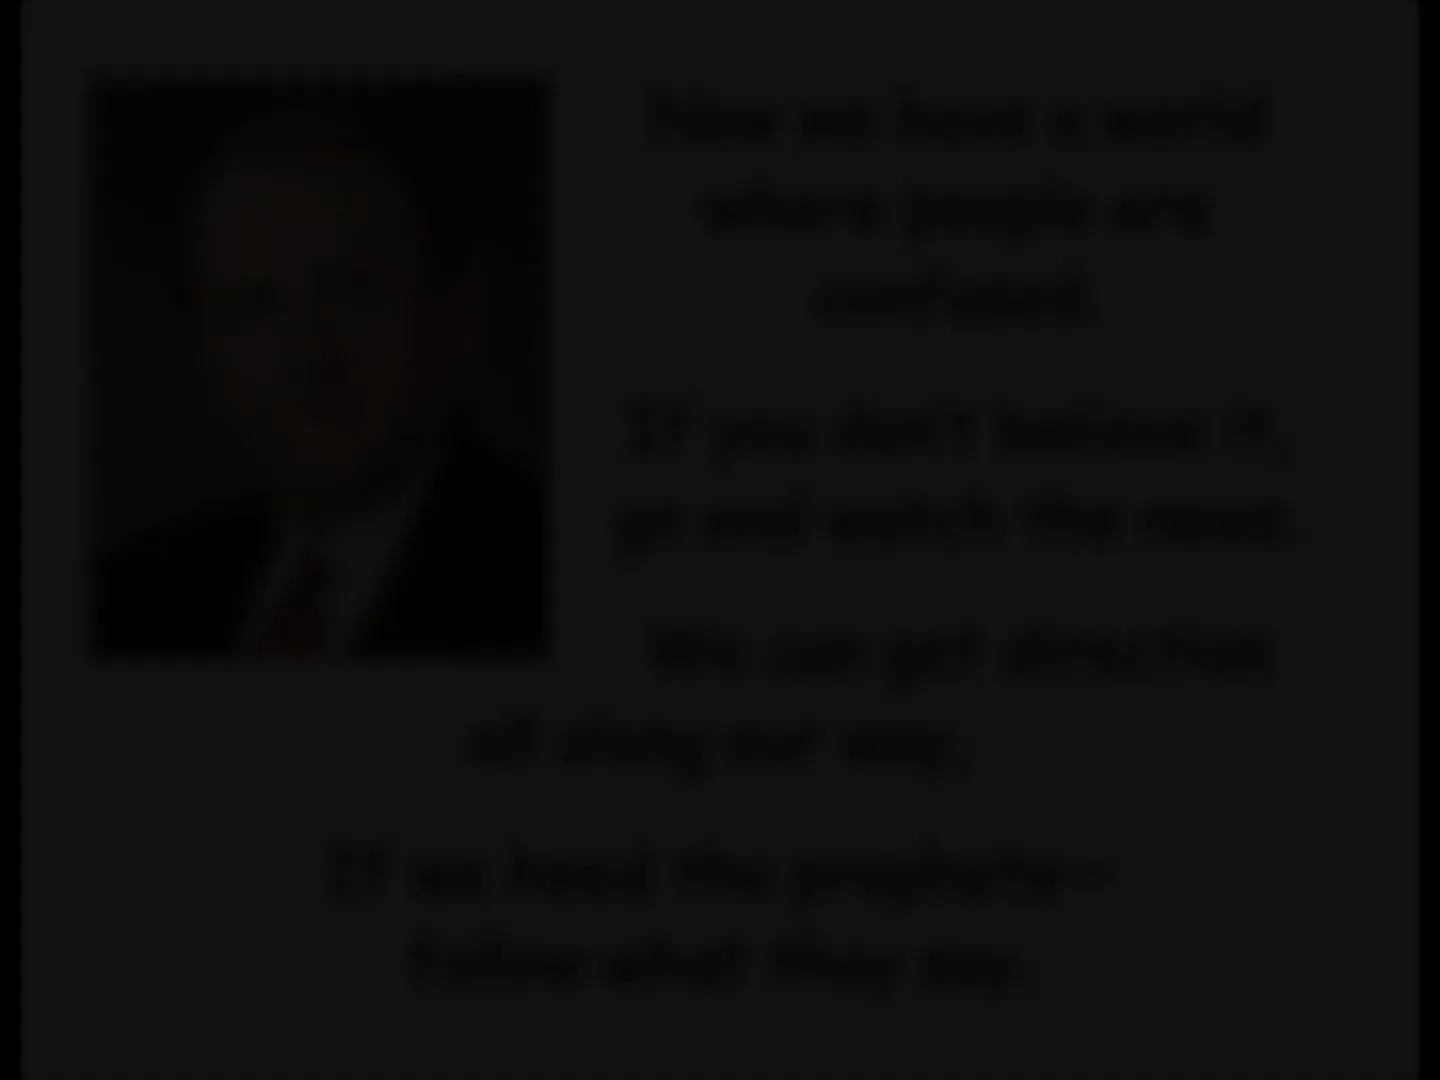 Now we have a world
where people are
confused.
If you don't believe it,
go and watch the news.
We can get direction
all along our way,
If we heed the prophets—
follow what they say.